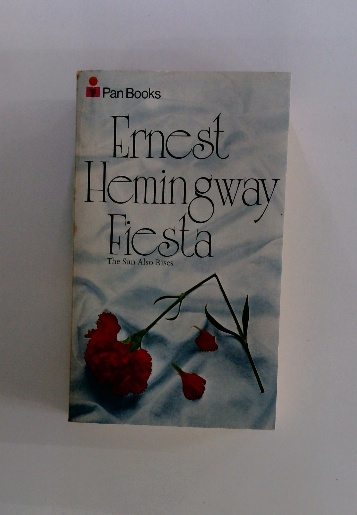 Pan Books
Ernest
Hemingway
Fiesta
The Sun Also Rises